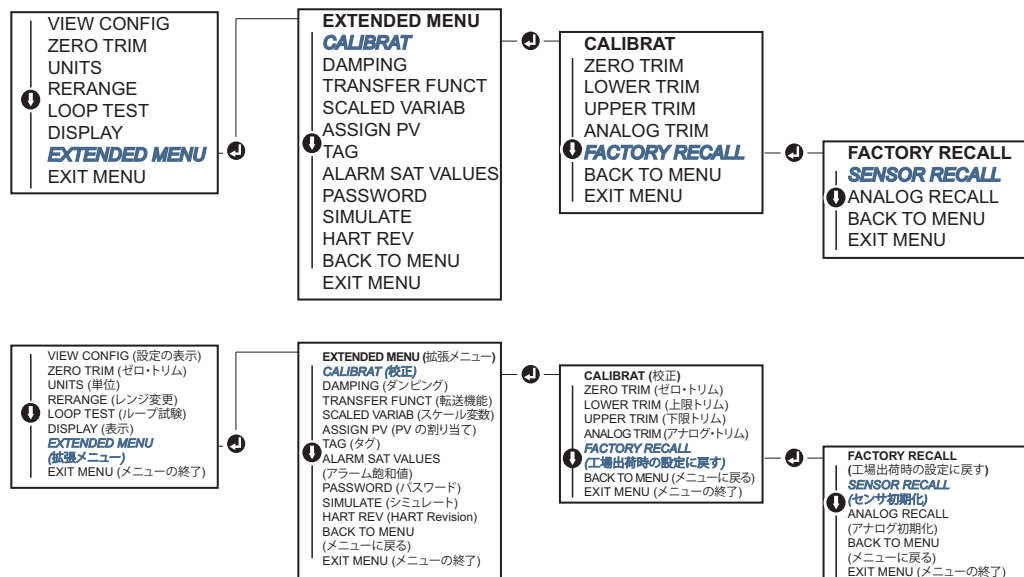 VIEW CONFIG
ZERO TRIM
UNITS
RERANGE
LOOP TEST
DISPLAY
EXTENDED MENU
EXIT MENU
EXTENDED MENU
CALIBRAT
DAMPING
TRANSFER FUNCT
SCALED VARIAB
ASSIGN PV
TAG
ALARM SAT VALUES
PASSWORD
SIMULATE
HART REV
BACK TO MENU
EXIT MENU
CALIBRAT
ZERO TRIM
LOWER TRIM
UPPER TRIM
ANALOG TRIM
FACTORY RECALL
BACK TO MENU
EXIT MENU
FACTORY RECALL
SENSOR RECALL
ANALOG RECALL
BACK TO MENU
EXIT MENU
VIEW CONFIG (設定の表示)
ZERO TRIM (ゼロ・トリム)
UNITS (単位)
RERANGE (レンジ変更)
LOOP TEST (ループ試験)
DISPLAY (表示)
EXTENDED MENU
(拡張メニュー)
EXIT MENU (メニューの終了)
EXTENDED MENU (拡張メニュー)
CALIBRAT (校正)
DAMPING (ダンピング)
TRANSFER FUNCT (転送機能)
SCALED VARIAB (スケール変数)
ASSIGN PV (PV の割り当て)
TAG (タグ)
ALARM SAT VALUES
(アラーム飽和値)
PASSWORD (パスワード)
SIMULATE (シミュレート)
HART REV (HART Revision)
BACK TO MENU
(メニューに戻る)
EXIT MENU (メニューの終了)
CALIBRAT (校正)
ZERO TRIM (ゼロ・トリム)
LOWER TRIM (上限トリム)
UPPER TRIM (下限トリム)
ANALOG TRIM (アナログ・トリム)
FACTORY RECALL
(工場出荷時の設定に戻す)
BACK TO MENU (メニューに戻る)
EXIT MENU (メニューの終了)
FACTORY RECALL
(工場出荷時の設定に戻す)
SENSOR RECALL
(センサ初期化)
ANALOG RECALL
(アナログ初期化)
BACK TO MENU
(メニューに戻る)
EXIT MENU (メニューの終了)